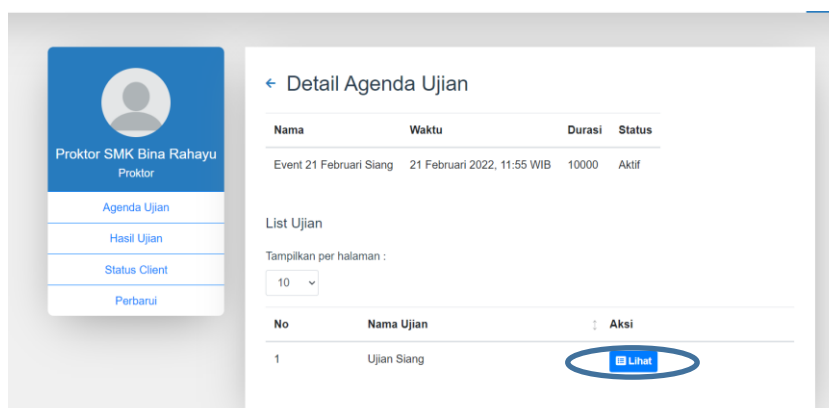 Proktor SMK Bina Rahayu
Proktor
Agenda Ujian
Hasil Ujian
Status Client
Perbarui
← Detail Agenda Ujian
Nama Waktu Durasi Status
Event 21 Februari Siang 21 Februari 2022, 11:55 WIB 10000 Aktif
List Ujian
Tampilkan per halaman :
10
No Nama Ujian Aksi
1 Ujian Siang Lihat